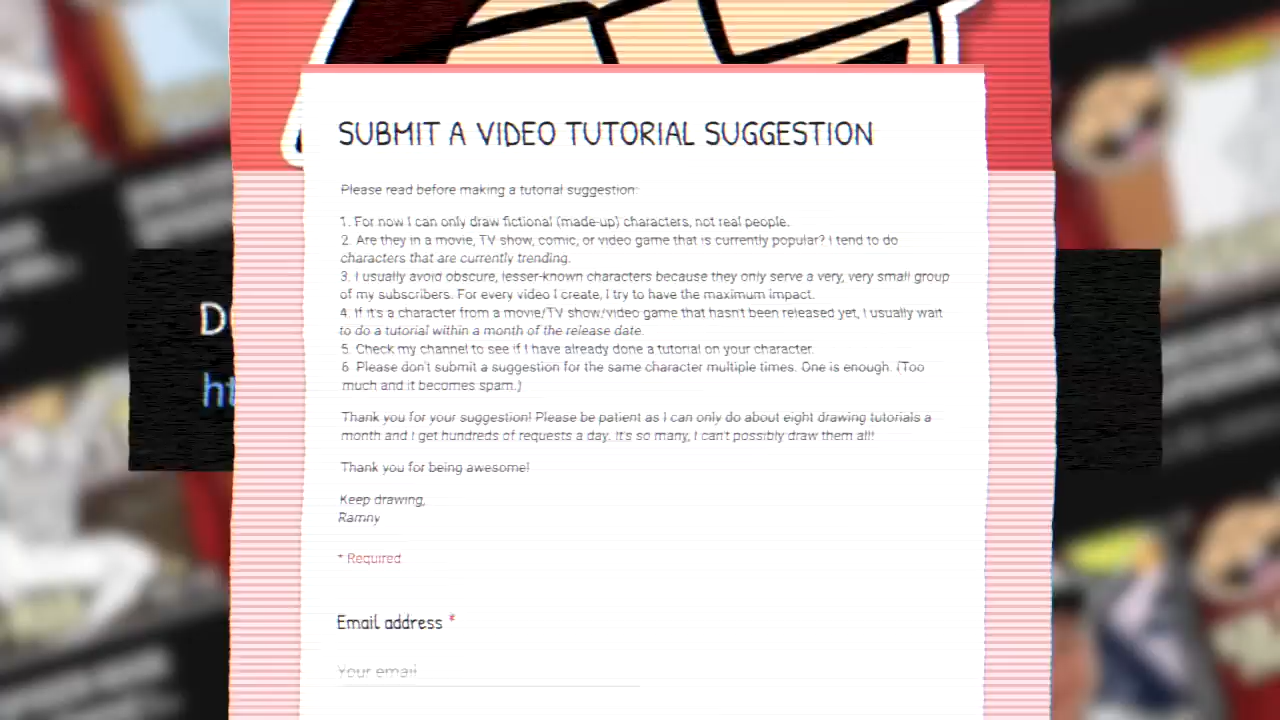 SUBMIT A VIDEO TUTORIAL SUGGESTION
Please read before making a tutorial suggestion:
1. For now I can only draw fictional (made-up) characters, not real people.
2. Are they in a movie, TV show, comic, or video game that is currently popular? I tend to do
characters that are currently trending.
3. I usually avoid obscure, lesser-known characters because they only serve a very, very small group
of my subscribers. For every video I create, I try to have the maximum impact.
4. If it's a character from a movie/TV show/video game that hasn't been released yet, I usually wait
to do a tutorial within a month of the release date.
5. Check my channel to see if I have already done a tutorial on your character.
6. Please don't submit a suggestion for the same character multiple times. One is enough. (Too
much and it becomes spam.)
Thank you for your suggestion! Please be patient as I can only do about eight drawing tutorials a
month and I get hundreds of requests a day. It's so many, I can't possibly draw them all!
Thank you for being awesome!
Keep drawing,
Ramny
* Required
Email address *
Your email